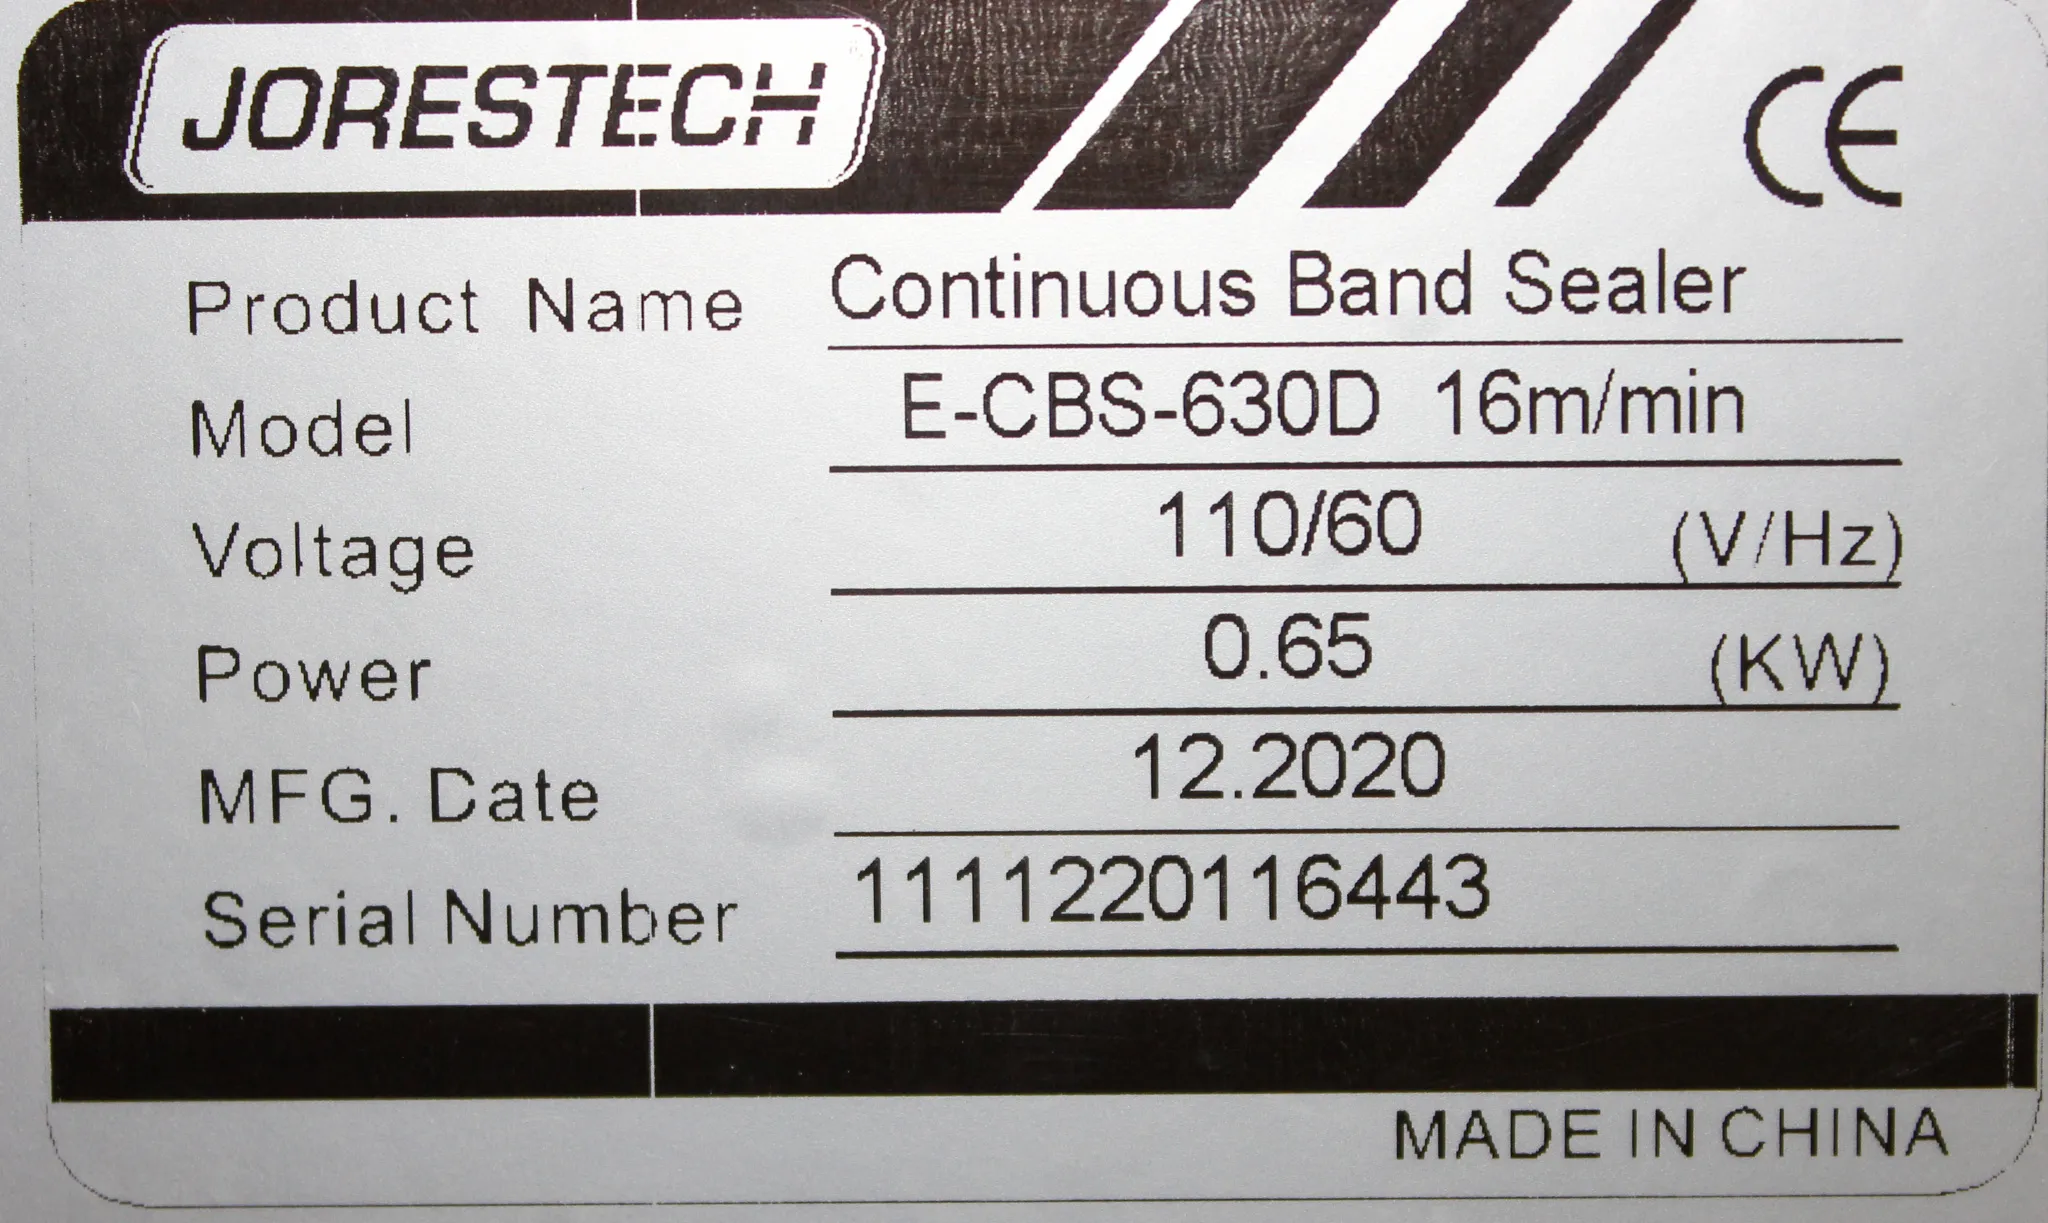 JORESTECH
CE
Product Name Continuous Band Sealer
Model E-CBS-630D 16m/min
Voltage 110/60 (V/Hz)
Power 0.65 (KW)
MFG. Date 12.2020
Serial Number 1111220116443
MADE IN CHINA